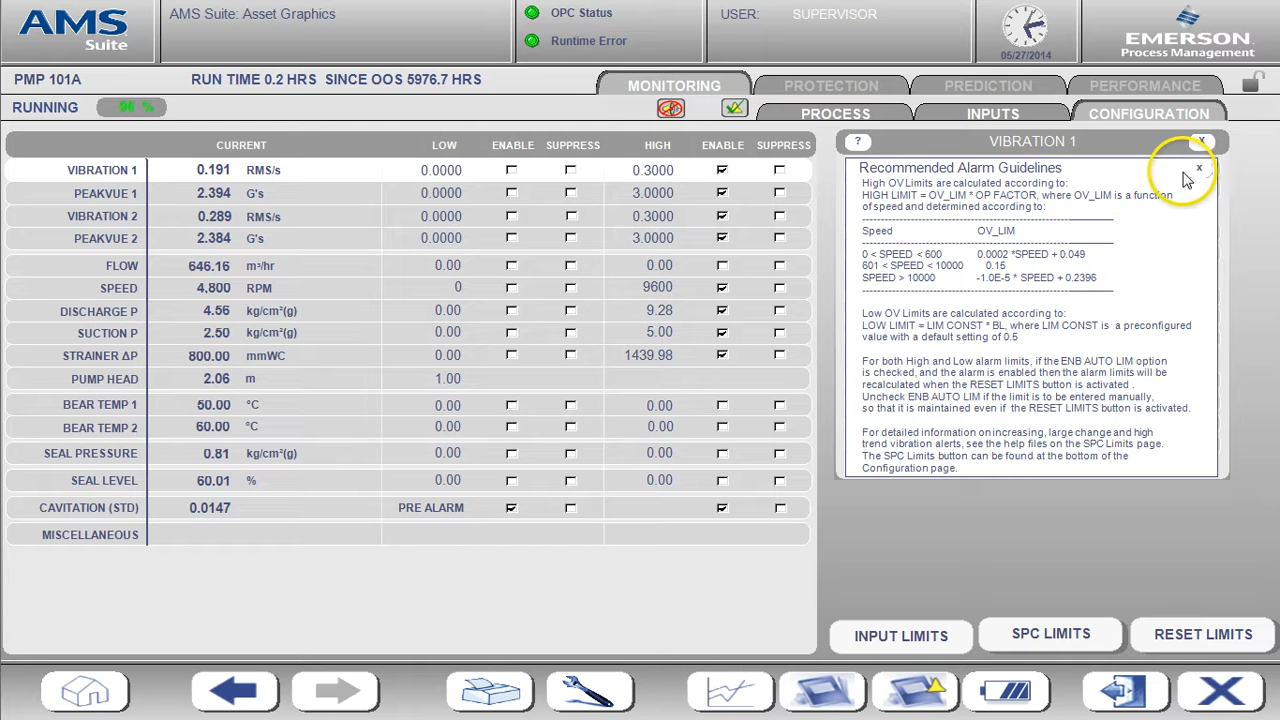 AMS
Suite
AMS Suite: Asset Graphics
OPC Status
Runtime Error
USER: SUPERVISOR
05/27/2014
EMERSON
Process Management
PMP 101A
RUN TIME 0.2 HRS SINCE OOS 5976.7 HRS
MONITORING PROTECTION PREDICTION PERFORMANCE
RUNNING 96 %
PROCESS INPUTS CONFIGURATION
CURRENT LOW ENABLE SUPPRESS HIGH ENABLE SUPPRESS
VIBRATION 1 0.191 RMS/s 0.0000 0.3000
PEAKVUE 1 2.394 G's 0.0000 3.0000
VIBRATION 2 0.289 RMS/s 0.0000 0.3000
PEAKVUE 2 2.384 G's 0.0000 3.0000
FLOW 646.16 m³/hr 0.00 0.00
SPEED 4.800 RPM 0 9600
DISCHARGE P 4.56 kg/cm²(g) 0.00 9.28
SUCTION P 2.50 kg/cm²(g) 0.00 5.00
STRAINER ΔP 800.00 mmWC 0.00 1439.98
PUMP HEAD 2.06 m 1.00
BEAR TEMP 1 50.00 °C 0.00 0.00
BEAR TEMP 2 60.00 °C 0.00 0.00
SEAL PRESSURE 0.81 kg/cm²(g) 0.00 0.00
SEAL LEVEL 60.01 % 0.00 0.00
CAVITATION (STD) 0.0147 PRE ALARM
MISCELLANEOUS
? VIBRATION 1 X
Recommended Alarm Guidelines x
High OV Limits are calculated according to:
HIGH LIMIT = OV_LIM * OP FACTOR, where OV_LIM is a function
of speed and determined according to:
Speed OV_LIM
0 < SPEED < 600 0.0002 *SPEED + 0.049
601 < SPEED < 10000 0.15
SPEED > 10000 -1.0E-5 * SPEED + 0.2396
Low OV Limits are calculated according to:
LOW LIMIT = LIM CONST * BL, where LIM CONST is a preconfigured
value with a default setting of 0.5
For both High and Low alarm limits, if the ENB AUTO LIM option
is checked, and the alarm is enabled then the alarm limits will be
recalculated when the RESET LIMITS button is activated .
Uncheck ENB AUTO LIM if the limit is to be entered manually,
so that it is maintained even if the RESET LIMITS button is activated.
For detailed information on increasing, large change and high
trend vibration alerts, see the help files on the SPC Limits page.
The SPC Limits button can be found at the bottom of the
Configuration page.
INPUT LIMITS SPC LIMITS RESET LIMITS